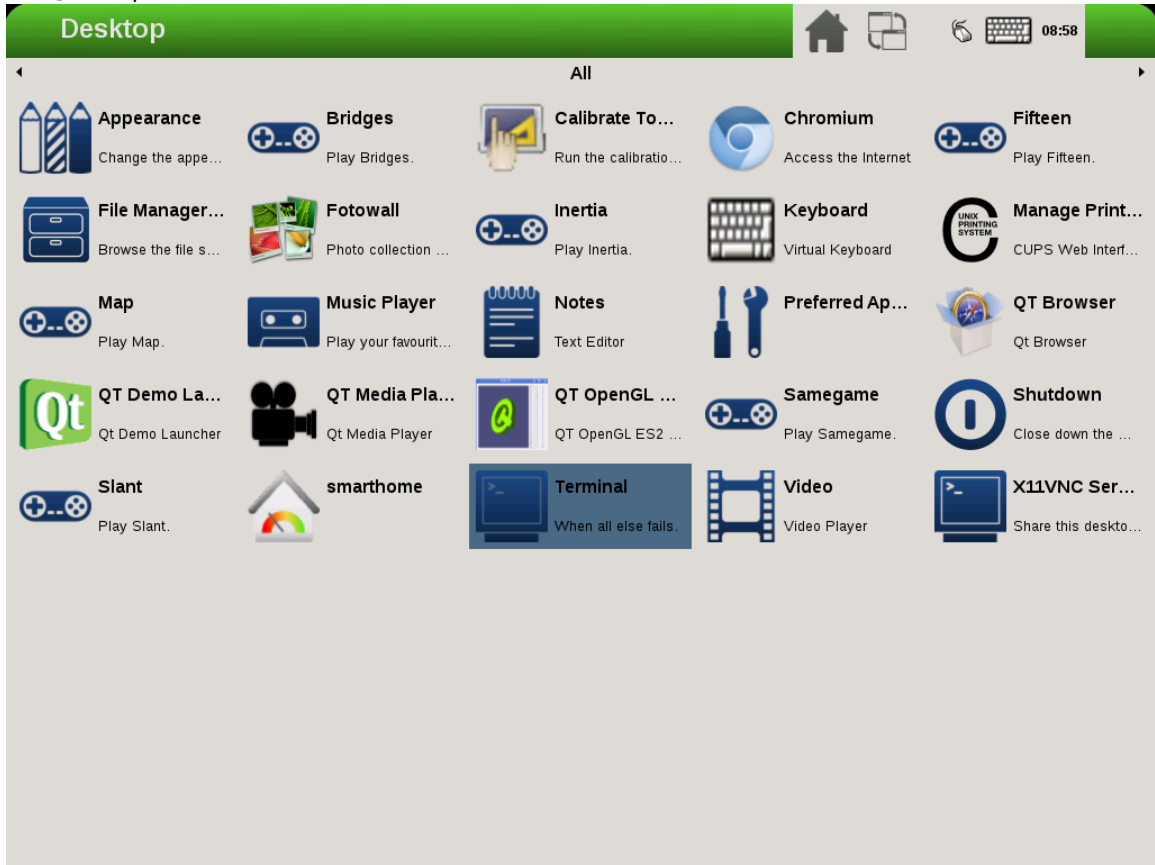 Desktop
08:58
All
Appearance
Change the appe...
Bridges
Play Bridges.
Calibrate To...
Run the calibratio...
Chromium
Access the Internet
Fifteen
Play Fifteen.
File Manager...
Browse the file s...
Fotowall
Photo collection ...
Inertia
Play Inertia.
Keyboard
Virtual Keyboard
UNIX
PRINTING
SYSTEM
Manage Print...
CUPS Web Interf...
Map
Play Map.
Music Player
Play your favourit...
Notes
Text Editor
Preferred Ap...
QT Browser
Qt Browser
Qt
QT Demo La...
Qt Demo Launcher
QT Media Pla...
Qt Media Player
QT OpenGL ...
QT OpenGL ES2 ...
Samegame
Play Samegame.
Shutdown
Close down the ...
Slant
Play Slant.
smarthome
>_
Terminal
When all else fails.
Video
Video Player
>_
X11VNC Ser...
Share this deskto...